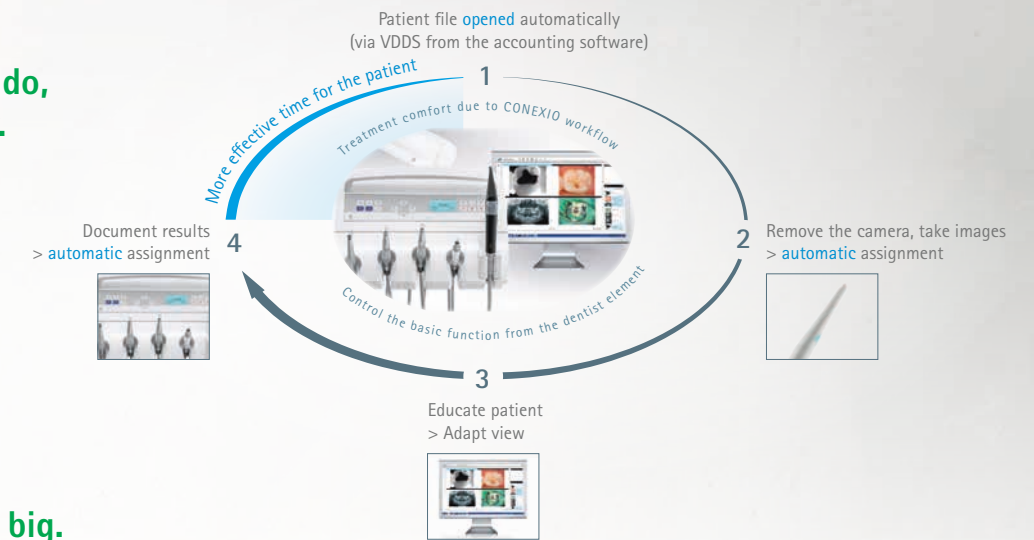 Patient file opened automatically
(via VDDS from the accounting software)
do,
.
More effective time for the patient
1
Treatment comfort due to CONEXIO workflow
Document results
> automatic assignment
4
2
Remove the camera, take images
> automatic assignment
Control the basic function from the dentist element
3
Educate patient
> Adapt view
big.